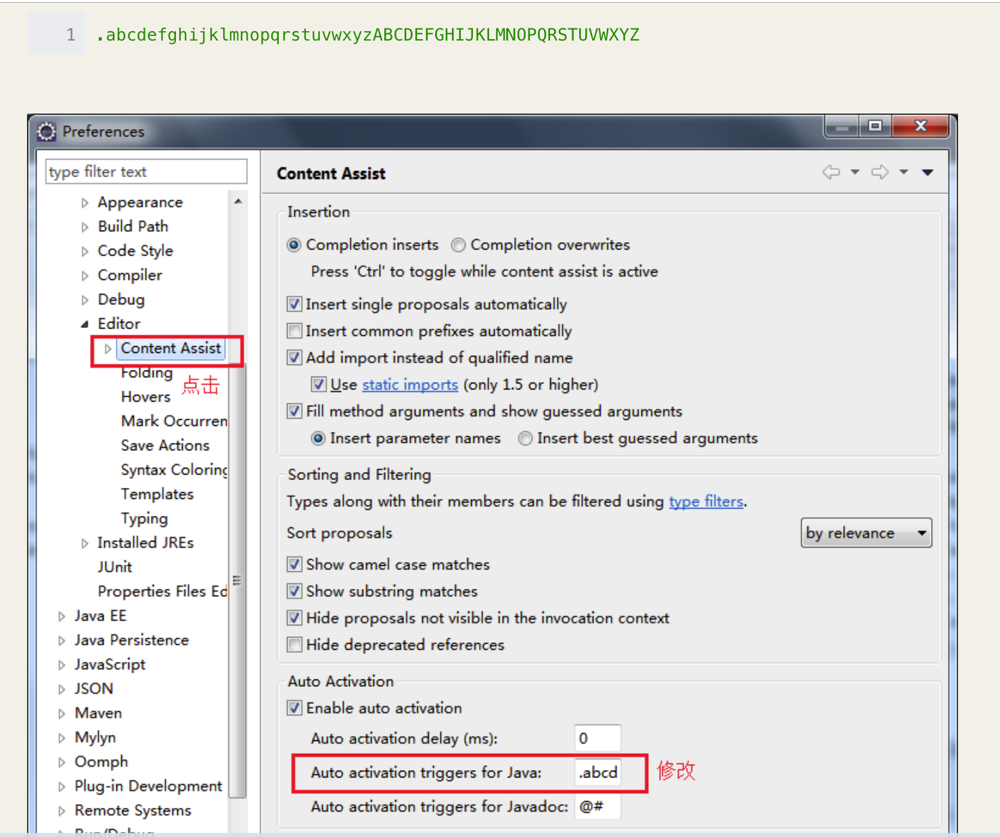 1 .abcdefghijklmnopqrstuvwxyzABCDEFGHIJKLMNOPQRSTUVWXYZ
Preferences
type filter text
Appearance
Build Path
Code Style
Compiler
Debug
Editor
Content Assist
点击
Folding
Hovers
Mark Occurren
Save Actions
Syntax Coloring
Templates
Typing
Installed JREs
JUnit
Properties Files Ed
Java EE
Java Persistence
JavaScript
JSON
Maven
Mylyn
Oomph
Plug-in Development
Remote Systems
Run/Debug
Content Assist
Insertion
Completion inserts Completion overwrites
Press 'Ctrl' to toggle while content assist is active
Insert single proposals automatically
Insert common prefixes automatically
Add import instead of qualified name
Use static imports (only 1.5 or higher)
Fill method arguments and show guessed arguments
Insert parameter names Insert best guessed arguments
Sorting and Filtering
Types along with their members can be filtered using type filters.
Sort proposals by relevance
Show camel case matches
Show substring matches
Hide proposals not visible in the invocation context
Hide deprecated references
Auto Activation
Enable auto activation
Auto activation delay (ms): 0
Auto activation triggers for Java: .abcd 修改
Auto activation triggers for Javadoc: @#